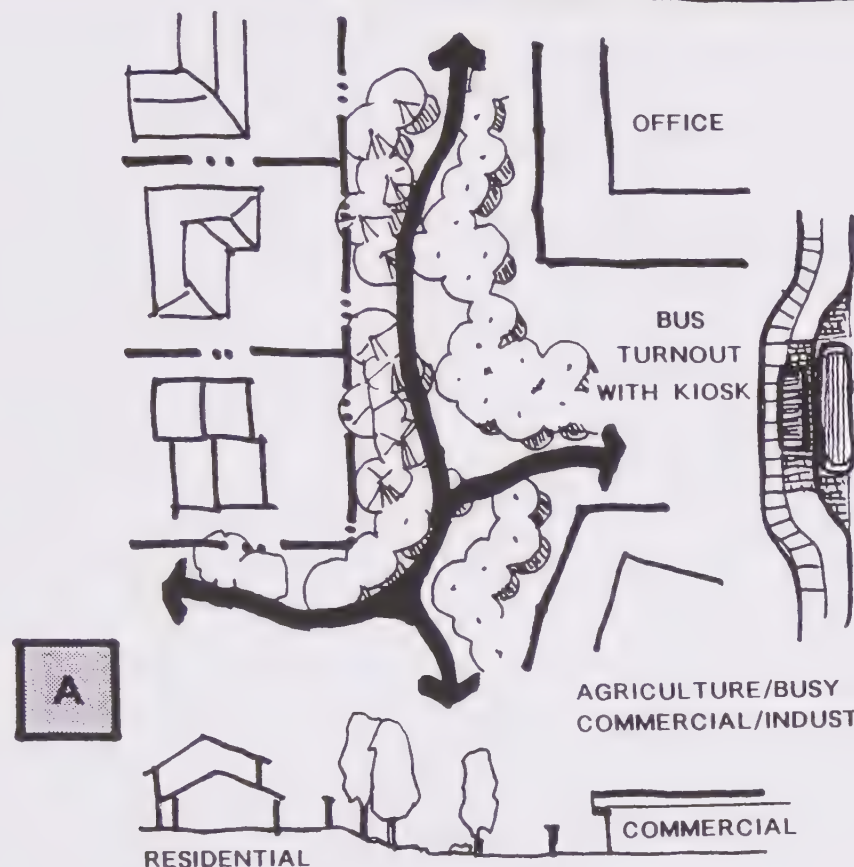 OFFICE
BUS
TURNOUT
WITH KIOSK
A
AGRICULTURE/BUSY
COMMERCIAL/INDUST
COMMERCIAL
RESIDENTIAL